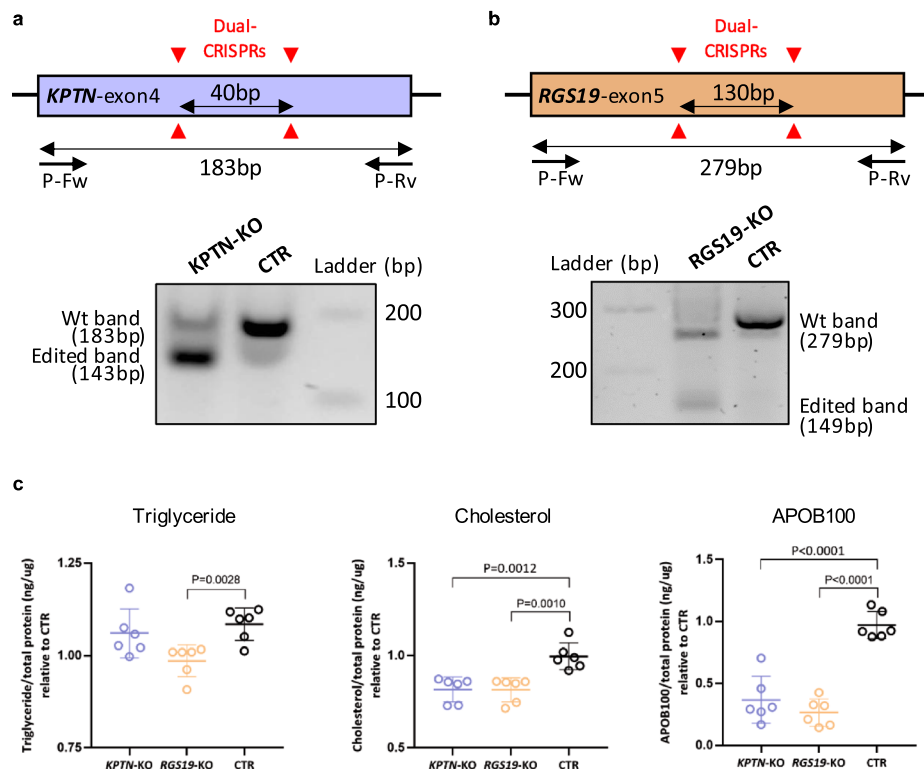 a
Dual-
CRISPRs
KPTN-exon4
40bp
183bp
P-Fw
P-Rv
KPTN-KO
CTR
Ladder (bp)
Wt band
(183bp)
Edited band
(143bp)
200
100
b
Dual-
CRISPRs
RGS19-exon5
130bp
279bp
P-Fw
P-Rv
Ladder (bp)
RGS19-KO
CTR
300
200
Wt band
(279bp)
Edited band
(149bp)
c
Triglyceride
Triglyceride/total protein (ng/ug)
relative to CTR
1.25
1.00
0.75
P=0.0028
KPTN-KO
RGS19-KO
CTR
Cholesterol
Cholesterol/total protein (ng/ug)
relative to CTR
1.5
1.0
0.5
P=0.0012
P=0.0010
KPTN-KO
RGS19-KO
CTR
APOB100
APOB100/total protein (ng/ug)
relative to CTR
1.5
1.0
0.5
0.0
P<0.0001
P<0.0001
KPTN-KO
RGS19-KO
CTR